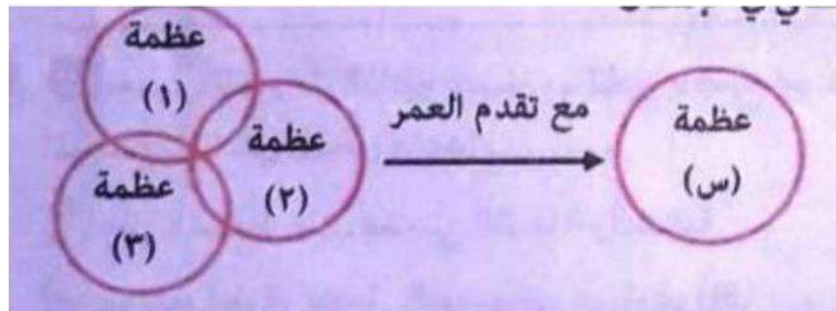 عظمة
(١)
عظمة
(٢)
عظمة
(٣)
مع تقدم العمر
عظمة
(س)